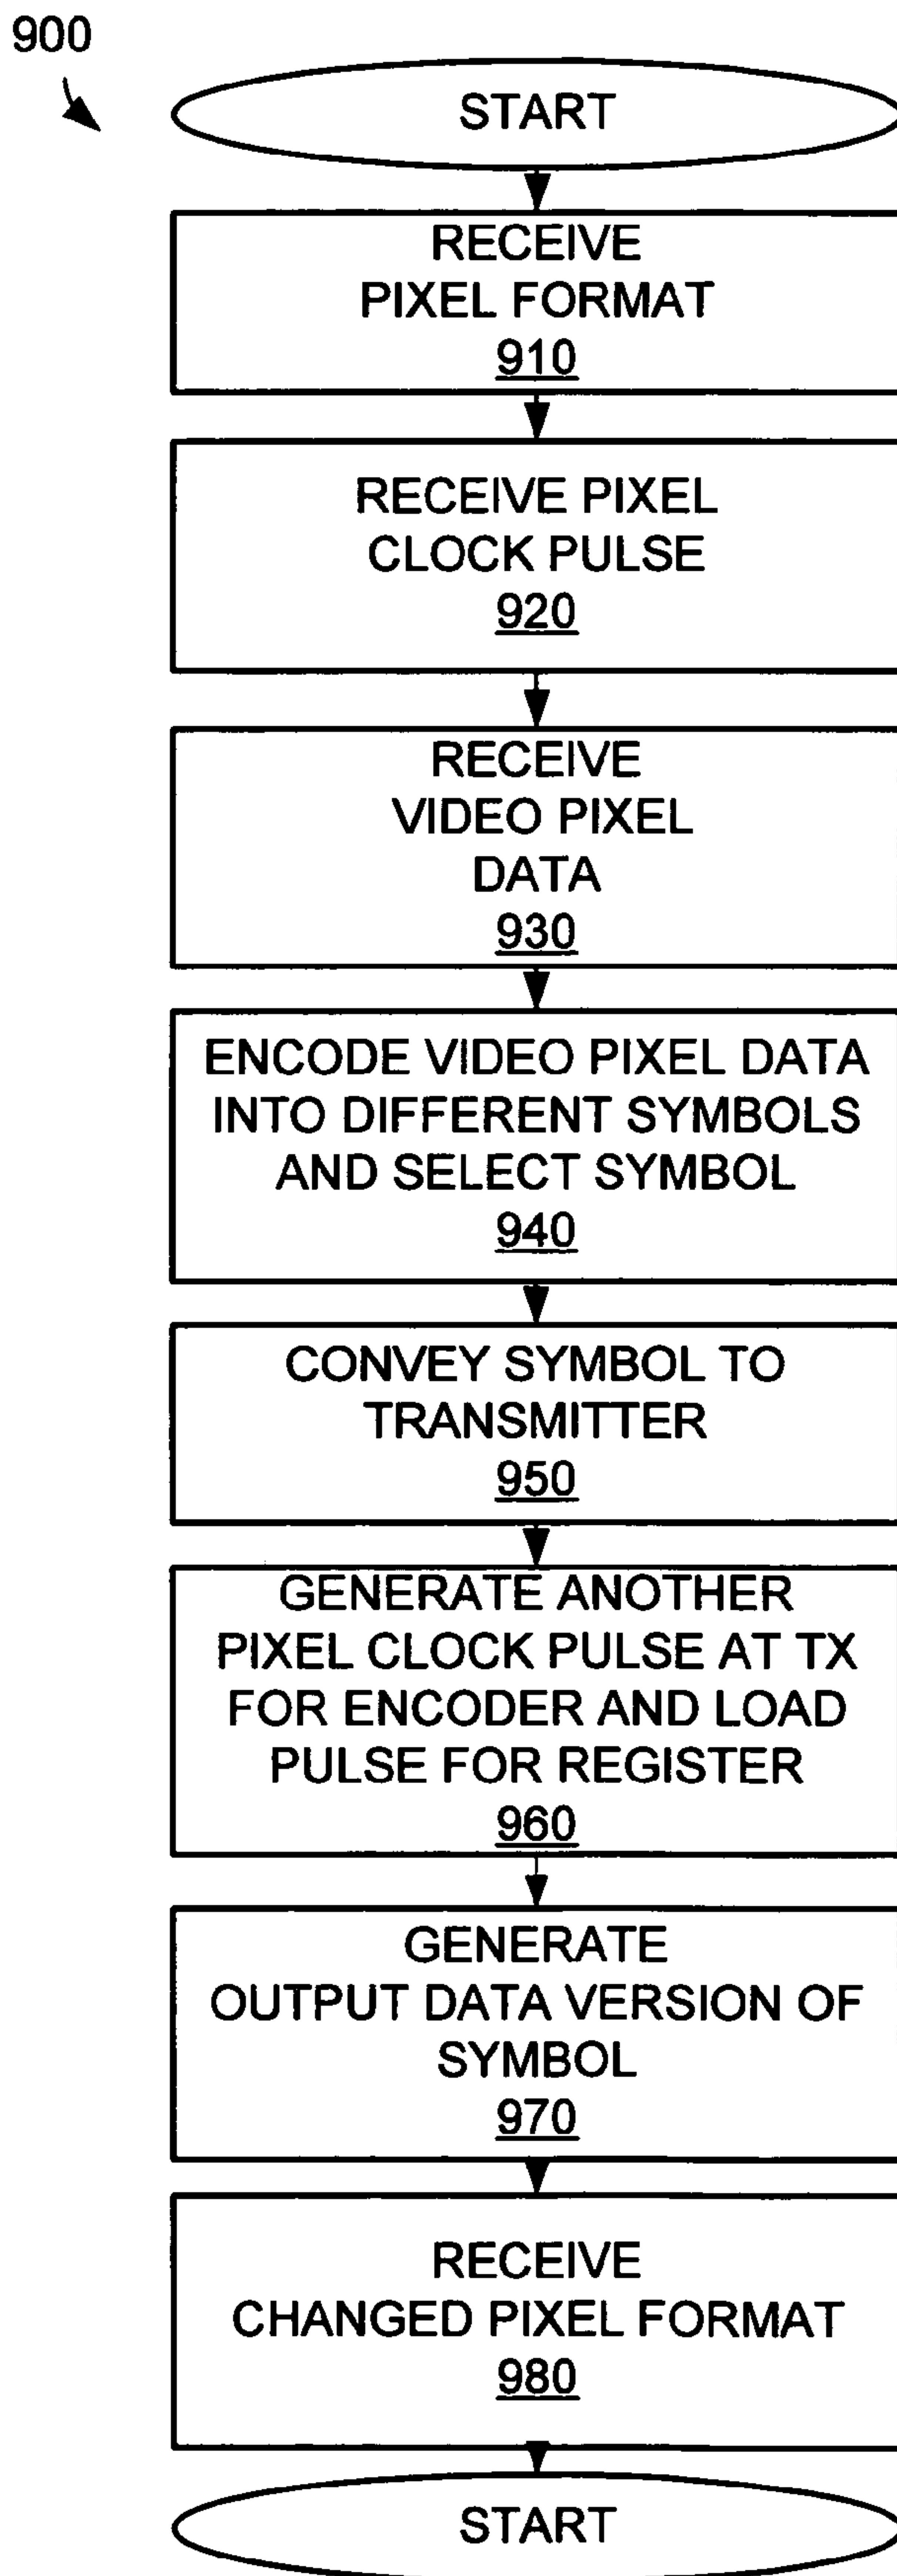 900
START
RECEIVE
PIXEL FORMAT
910
RECEIVE PIXEL
CLOCK PULSE
920
RECEIVE
VIDEO PIXEL
DATA
930
ENCODE VIDEO PIXEL DATA
INTO DIFFERENT SYMBOLS
AND SELECT SYMBOL
940
CONVEY SYMBOL TO
TRANSMITTER
950
GENERATE ANOTHER
PIXEL CLOCK PULSE AT TX
FOR ENCODER AND LOAD
PULSE FOR REGISTER
960
GENERATE
OUTPUT DATA VERSION OF
SYMBOL
970
RECEIVE
CHANGED PIXEL FORMAT
980
START